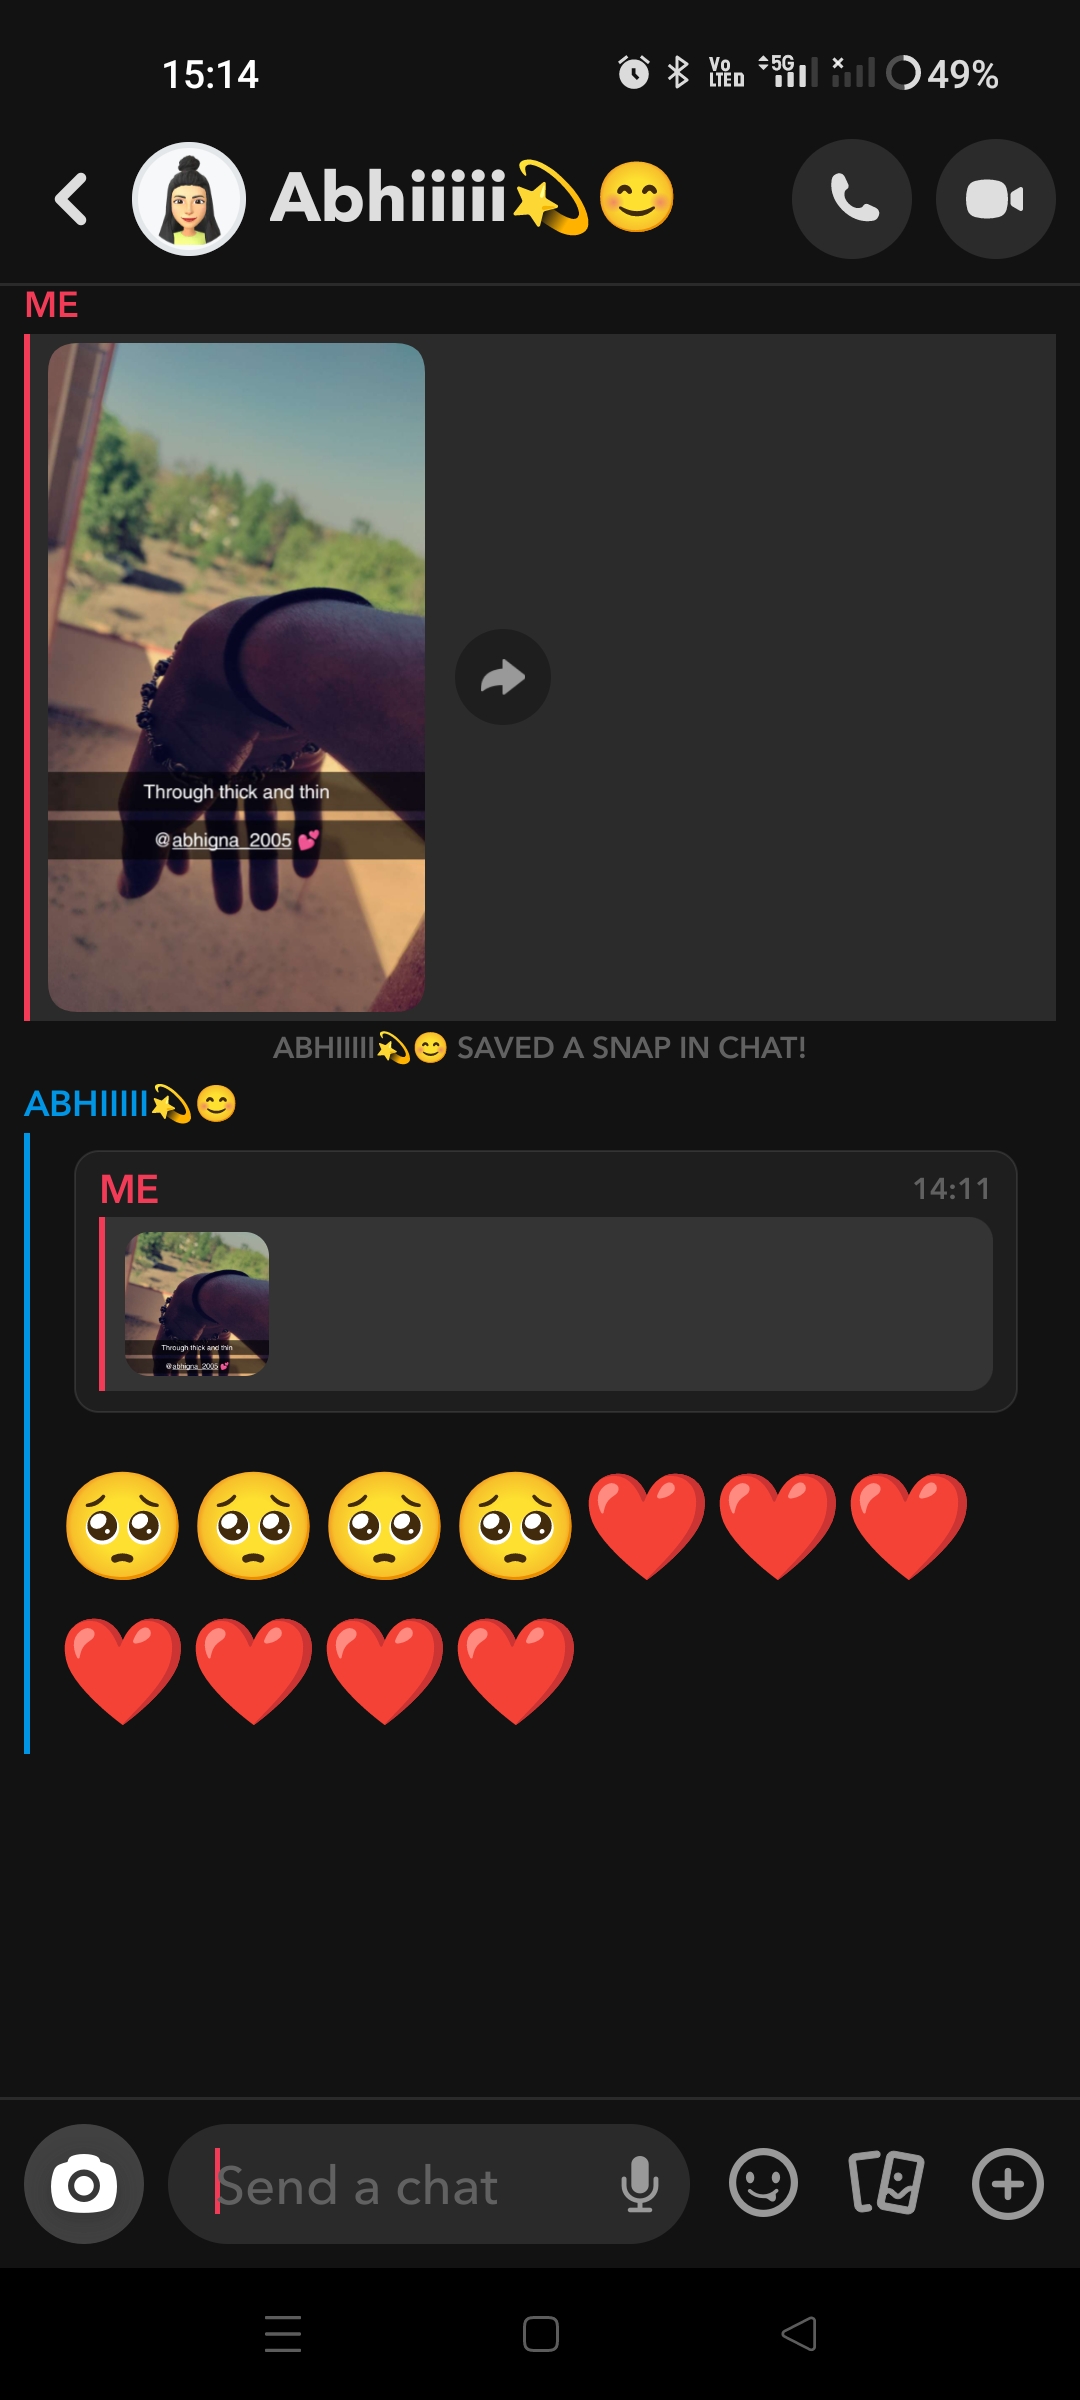 15:14
Vo LTED 5G 49%
Abhiiiii💫😊
ME
Through thick and thin
@abhigna_2005 💕
ABHIIIII💫😊 SAVED A SNAP IN CHAT!
ABHIIIII💫😊
ME 14:11
Through thick and thin
@abhigna_2005 💕
🥺🥺🥺🥺❤️❤️❤️
❤️❤️❤️❤️
Send a chat